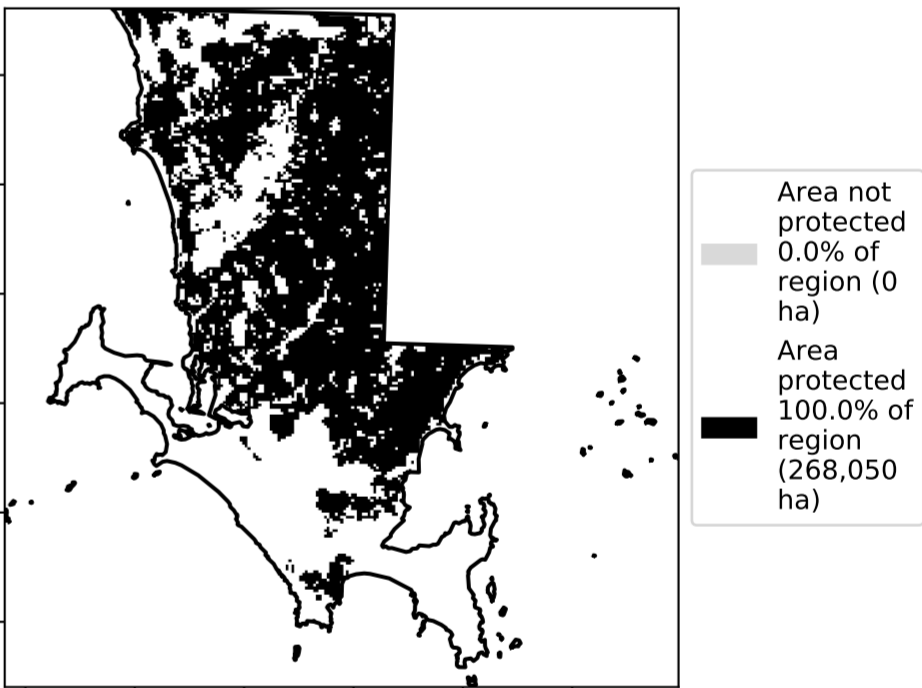 Area not
protected
0.0% of
region (0
ha)
Area
protected
100.0% of
region
(268,050
ha)